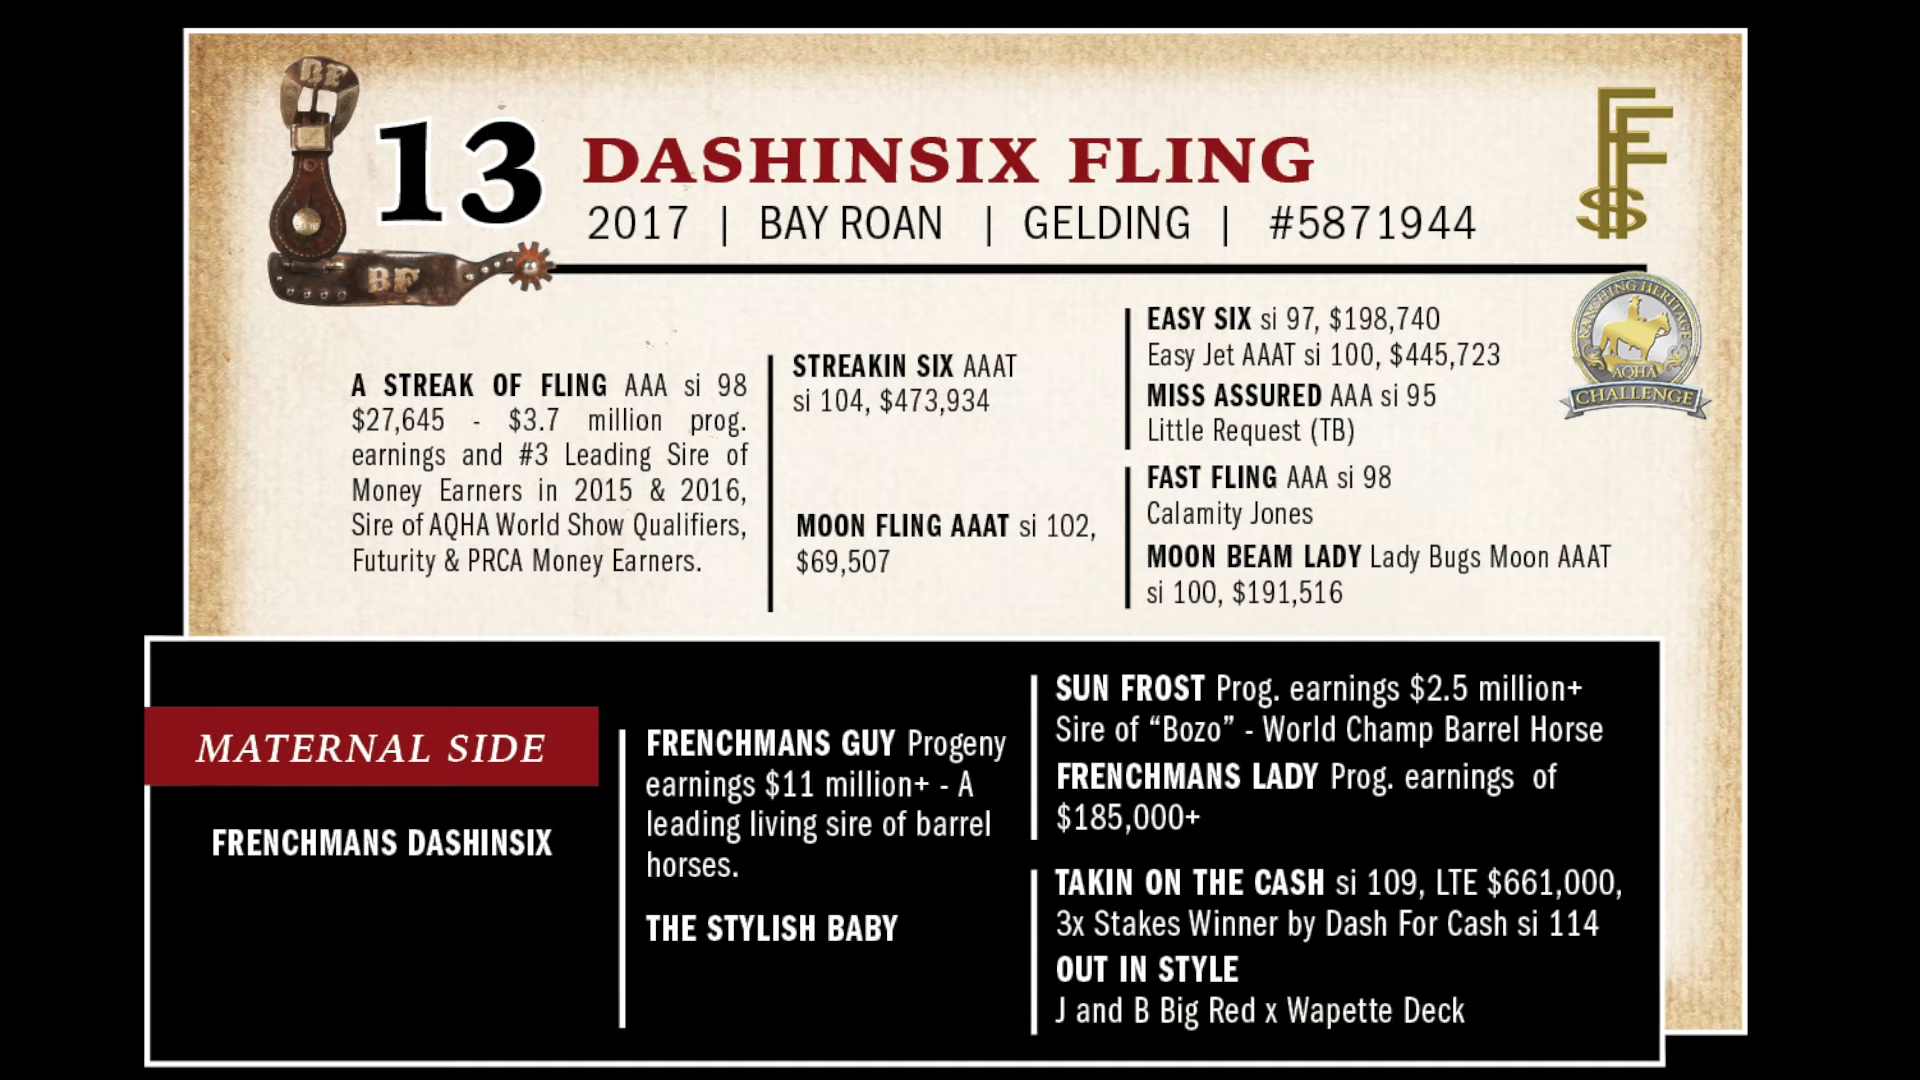 BF
BF
13
DASHINSIX FLING
2017 | BAY ROAN | GELDING | #5871944
FF
A STREAK OF FLING AAA si 98
$27,645 - $3.7 million prog.
earnings and #3 Leading Sire of
Money Earners in 2015 & 2016,
Sire of AQHA World Show Qualifiers,
Futurity & PRCA Money Earners.
STREAKIN SIX AAAT
si 104, $473,934
MOON FLING AAAT si 102,
$69,507
EASY SIX si 97, $198,740
Easy Jet AAAT si 100, $445,723
MISS ASSURED AAA si 95
Little Request (TB)
FAST FLING AAA si 98
Calamity Jones
MOON BEAM LADY Lady Bugs Moon AAAT
si 100, $191,516
RANCHING HERITAGE
AQHA
CHALLENGE
MATERNAL SIDE
FRENCHMANS DASHINSIX
FRENCHMANS GUY Progeny
earnings $11 million+ - A
leading living sire of barrel
horses.
THE STYLISH BABY
SUN FROST Prog. earnings $2.5 million+
Sire of “Bozo” - World Champ Barrel Horse
FRENCHMANS LADY Prog. earnings of
$185,000+
TAKIN ON THE CASH si 109, LTE $661,000,
3x Stakes Winner by Dash For Cash si 114
OUT IN STYLE
J and B Big Red x Wapette Deck